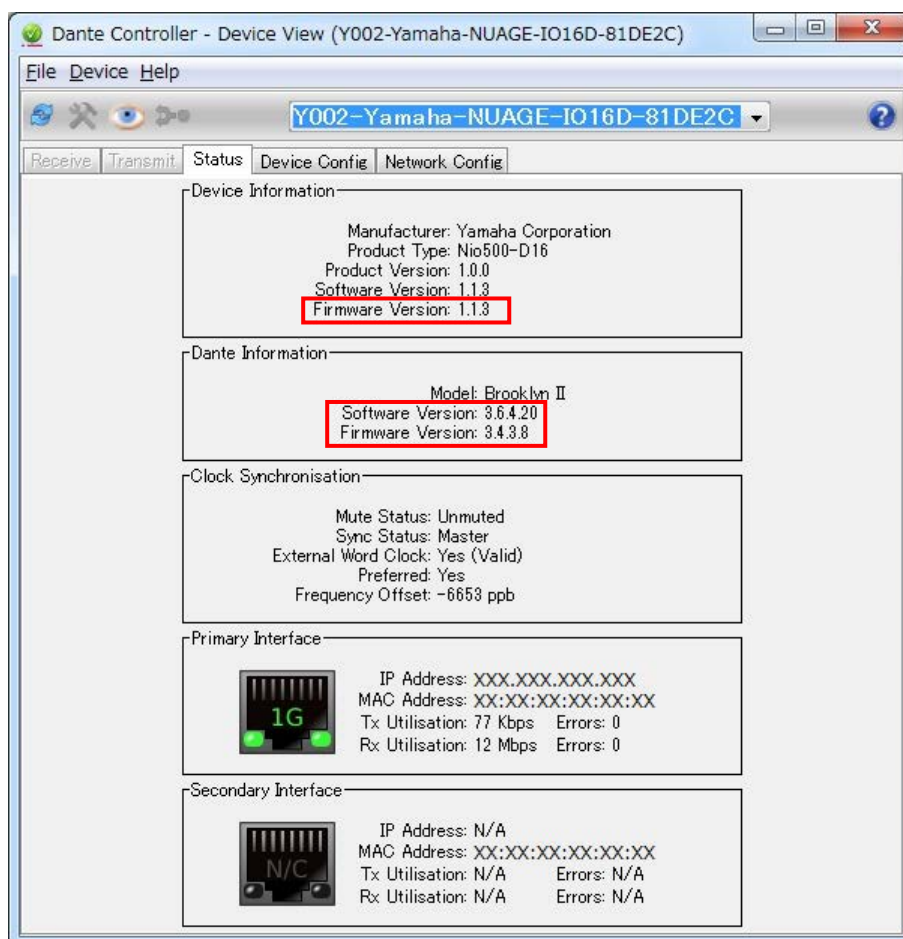 Dante Controller - Device View (Y002-Yamaha-NUAGE-IO16D-81DE2C)
File Device Help
Y002-Yamaha-NUAGE-IO16D-81DE2C
?
Receive Transmit Status Device Config Network Config
Device Information
Manufacturer: Yamaha Corporation
Product Type: Nio500-D16
Product Version: 1.0.0
Software Version: 1.1.3
Firmware Version: 1.1.3
Dante Information
Model: Brooklyn II
Software Version: 3.6.4.20
Firmware Version: 3.4.3.8
Clock Synchronisation
Mute Status: Unmuted
Sync Status: Master
External Word Clock: Yes (Valid)
Preferred: Yes
Frequency Offset: -6653 ppb
Primary Interface
1G
IP Address: XXX.XXX.XXX.XXX
MAC Address: XX:XX:XX:XX:XX:XX
Tx Utilisation: 77 Kbps Errors: 0
Rx Utilisation: 12 Mbps Errors: 0
Secondary Interface
N/C
IP Address: N/A
MAC Address: XX:XX:XX:XX:XX:XX
Tx Utilisation: N/A Errors: N/A
Rx Utilisation: N/A Errors: N/A